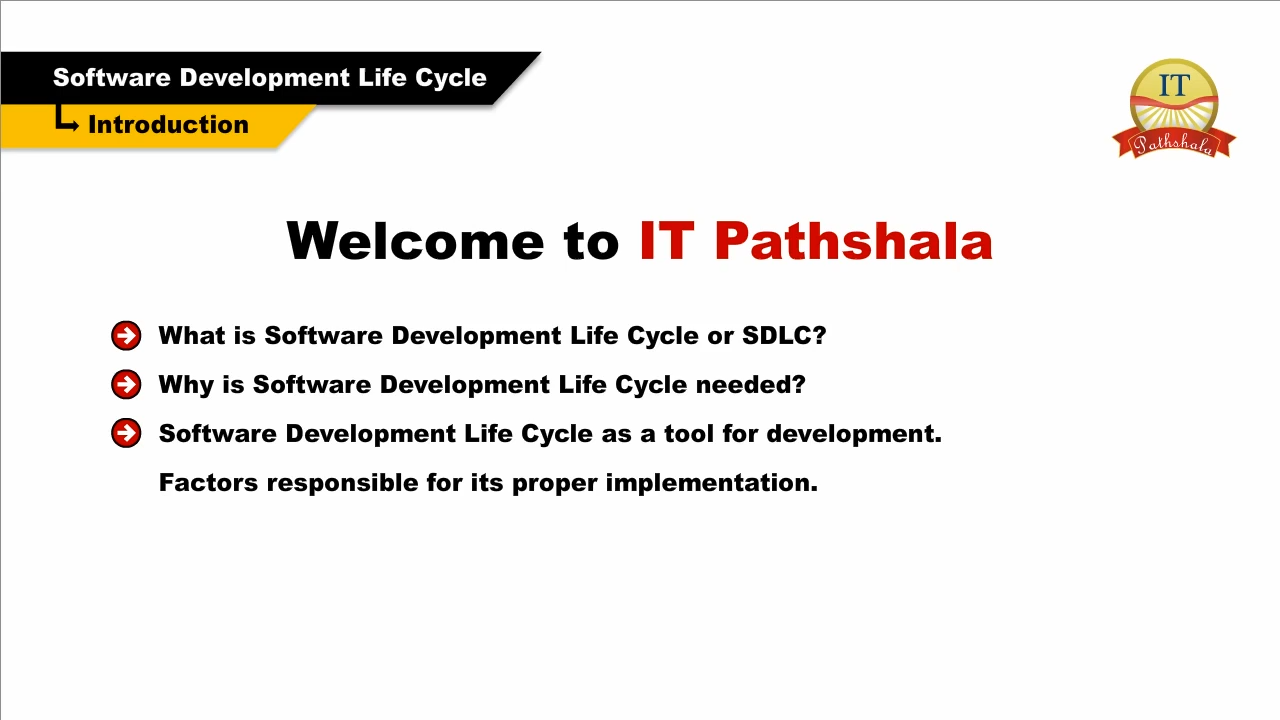 Software Development Life Cycle
Introduction
IT
Pathshala
Welcome to IT Pathshala
What is Software Development Life Cycle or SDLC?
Why is Software Development Life Cycle needed?
Software Development Life Cycle as a tool for development.
Factors responsible for its proper implementation.